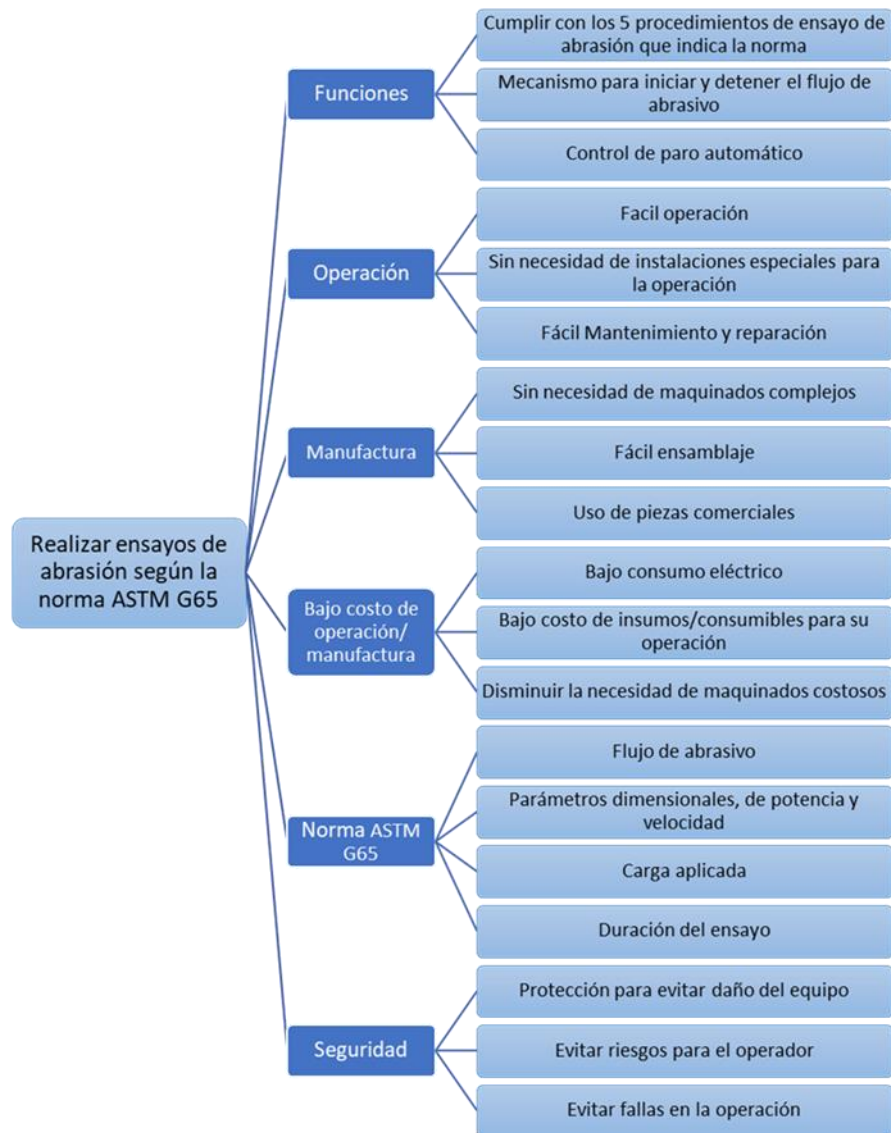 Realizar ensayos de
abrasión según la
norma ASTM G65
Funciones
Cumplir con los 5 procedimientos de ensayo de
abrasión que indica la norma
Mecanismo para iniciar y detener el flujo de
abrasivo
Control de paro automático
Operación
Facil operación
Sin necesidad de instalaciones especiales para
la operación
Fácil Mantenimiento y reparación
Manufactura
Sin necesidad de maquinados complejos
Fácil ensamblaje
Uso de piezas comerciales
Bajo costo de
operación/
manufactura
Bajo consumo eléctrico
Bajo costo de insumos/consumibles para su
operación
Disminuir la necesidad de maquinados costosos
Norma ASTM
G65
Flujo de abrasivo
Parámetros dimensionales, de potencia y
velocidad
Carga aplicada
Duración del ensayo
Seguridad
Protección para evitar daño del equipo
Evitar riesgos para el operador
Evitar fallas en la operación